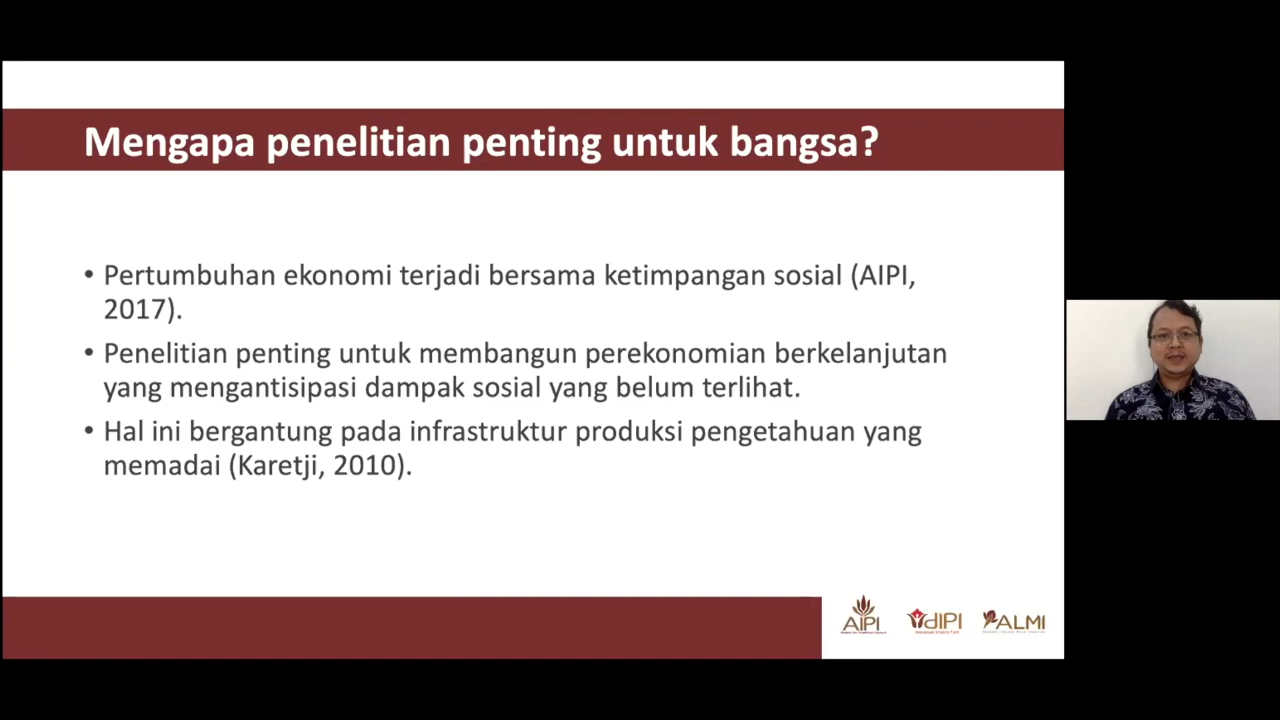 Mengapa penelitian penting untuk bangsa?
• Pertumbuhan ekonomi terjadi bersama ketimpangan sosial (AIPI,
2017).
• Penelitian penting untuk membangun perekonomian berkelanjutan
yang mengantisipasi dampak sosial yang belum terlihat.
• Hal ini bergantung pada infrastruktur produksi pengetahuan yang
memadai (Karetji, 2010).
AIPI
dIPI
ALMI